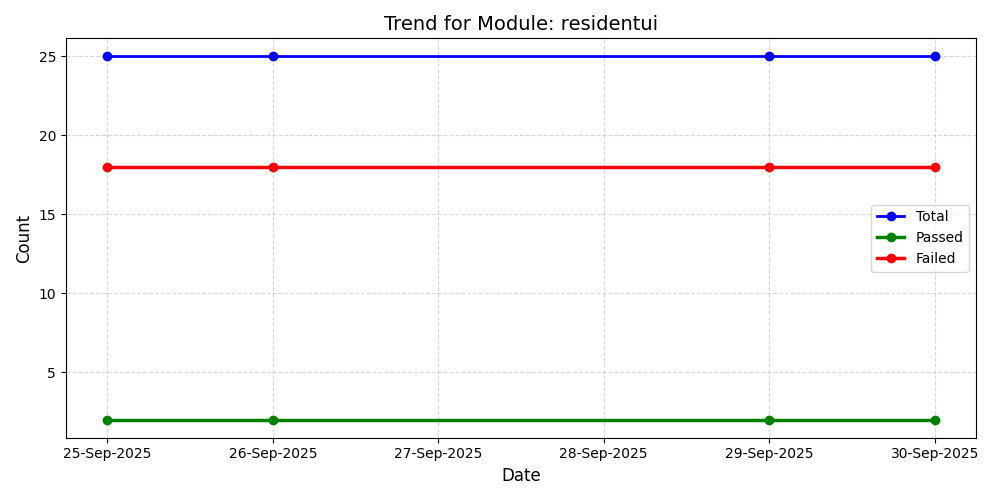 Trend for Module: residentui
Count
25
20
15
10
5
Total
Passed
Failed
25-Sep-2025 26-Sep-2025 27-Sep-2025 28-Sep-2025 29-Sep-2025 30-Sep-2025
Date